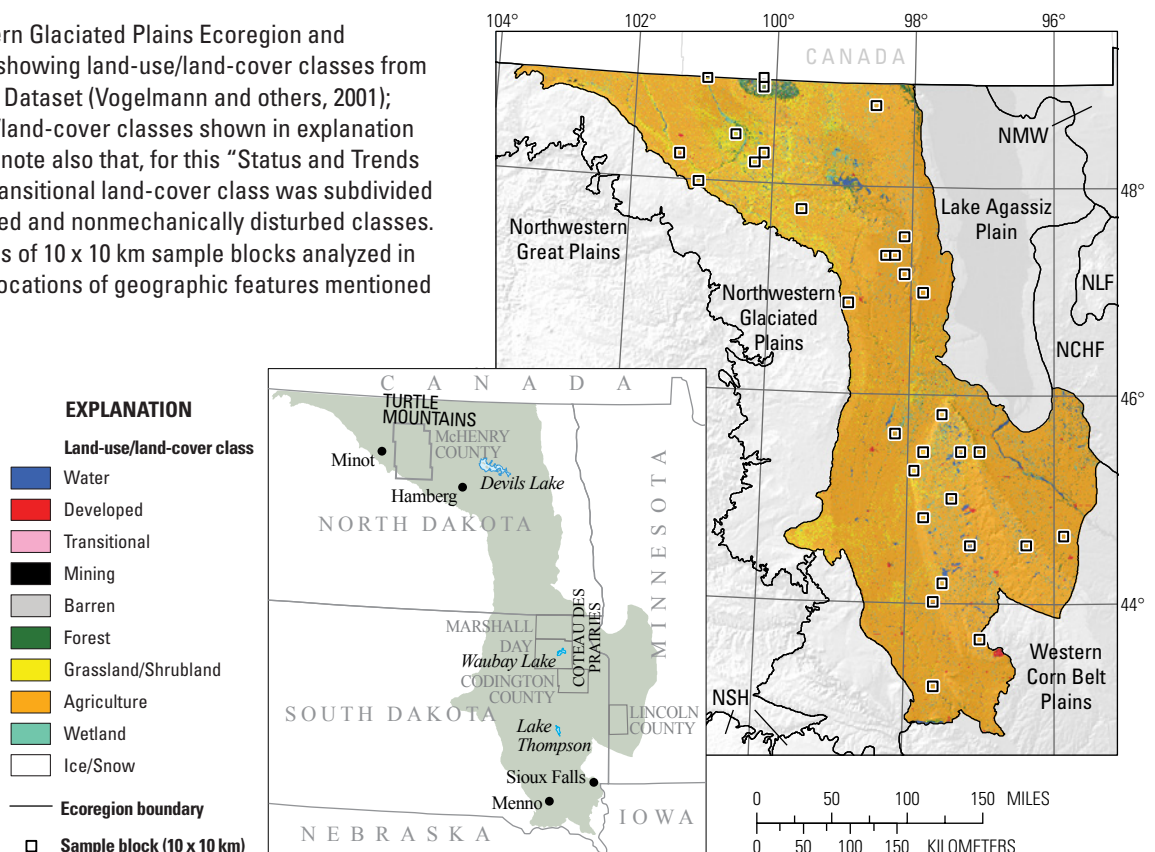 ern Glaciated Plains Ecoregion and
showing land-use/land-cover classes from
Dataset (Vogelmann and others, 2001);
/land-cover classes shown in explanation
note also that, for this “Status and Trends
ransitional land-cover class was subdivided
ed and nonmechanically disturbed classes.
s of 10 x 10 km sample blocks analyzed in
ocations of geographic features mentioned
104°
102°
100°
98°
96°
CANADA
NMW
48°
Lake Agassiz
Plain
Northwestern
Great Plains
NLF
Northwestern
Glaciated
Plains
NCHF
46°
44°
Western
Corn Belt
Plains
NSH
EXPLANATION
Land-use/land-cover class
Water
Developed
Transitional
Mining
Barren
Forest
Grassland/Shrubland
Agriculture
Wetland
Ice/Snow
Ecoregion boundary
Sample block (10 x 10 km)
CANADA
TURTLE
MOUNTAINS
McHENRY
COUNTY
Minot
Devils Lake
Hamberg
NORTH DAKOTA
MINNESOTA
MARSHALL
DAY
COTEAU DES
PRAIRIES
Waubay Lake
CODINGTON
COUNTY
SOUTH DAKOTA
LINCOLN
COUNTY
Lake
Thompson
Sioux Falls
Menno
IOWA
NEBRASKA
0 50 100 150 MILES
0 50 100 150 KILOMETERS